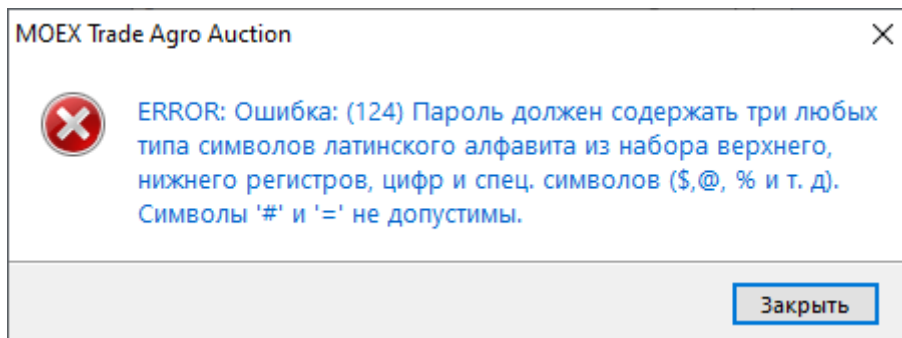 MOEX Trade Agro Auction
ERROR: Ошибка: (124) Пароль должен содержать три любых
типа символов латинского алфавита из набора верхнего,
нижнего регистров, цифр и спец. символов ($,@, % и т. д).
Символы '#' и '=' не допустимы.
Закрыть